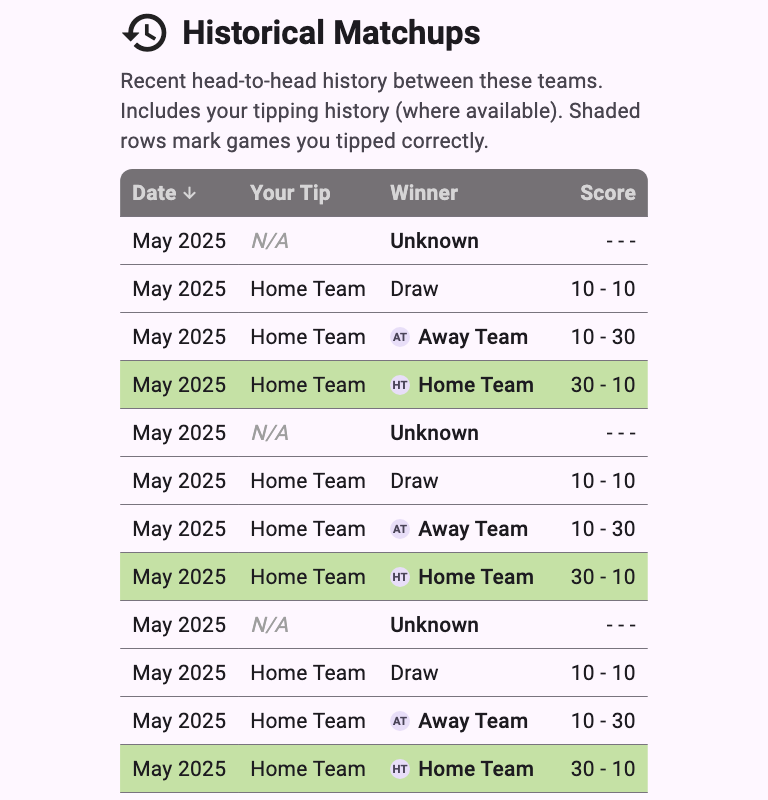 Historical Matchups
Recent head-to-head history between these teams.
Includes your tipping history (where available). Shaded
rows mark games you tipped correctly.
Date ↓ Your Tip Winner Score
May 2025 N/A Unknown - - -
May 2025 Home Team Draw 10 - 10
May 2025 Home Team AT Away Team 10 - 30
May 2025 Home Team HT Home Team 30 - 10
May 2025 N/A Unknown - - -
May 2025 Home Team Draw 10 - 10
May 2025 Home Team AT Away Team 10 - 30
May 2025 Home Team HT Home Team 30 - 10
May 2025 N/A Unknown - - -
May 2025 Home Team Draw 10 - 10
May 2025 Home Team AT Away Team 10 - 30
May 2025 Home Team HT Home Team 30 - 10